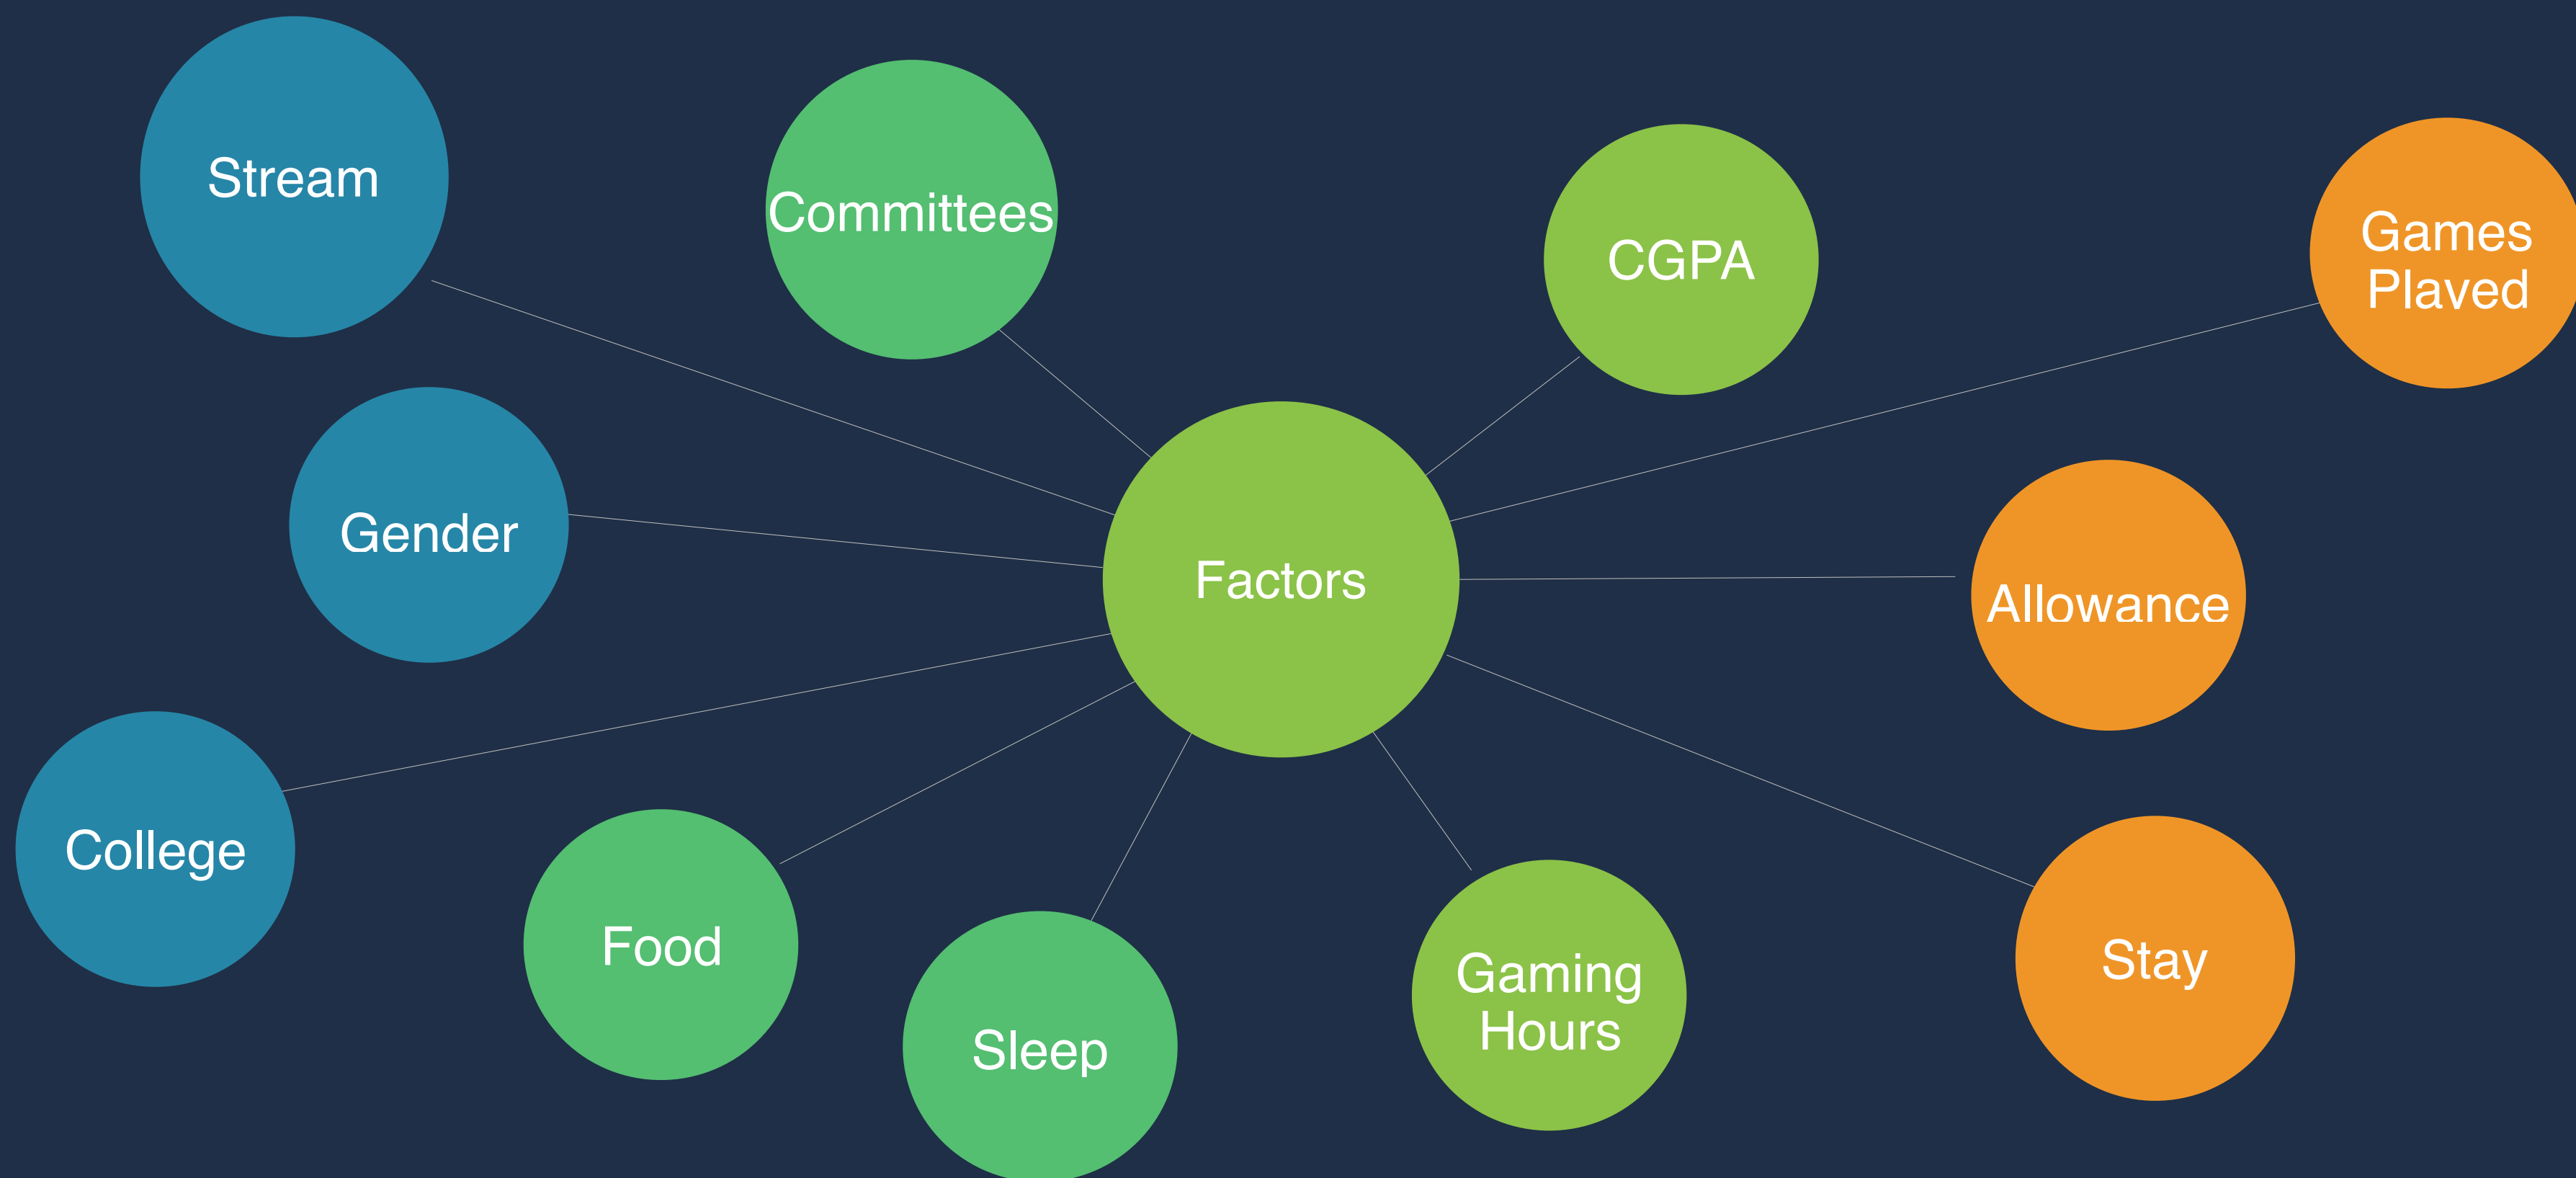 Stream
Committees
CGPA
Games
Played
Gender
Factors
Allowance
College
Food
Sleep
Gaming
Hours
Stay